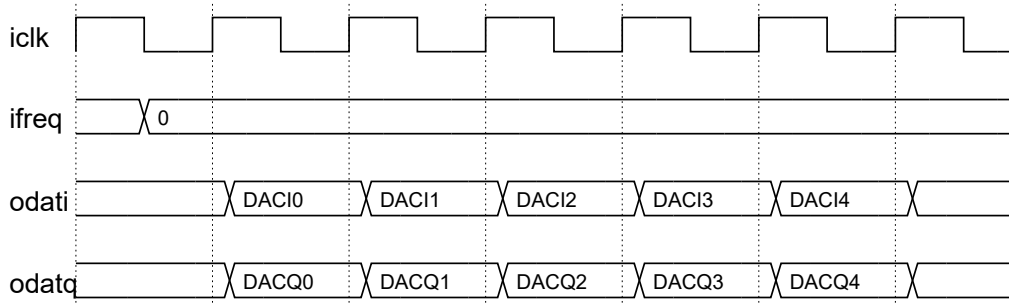 iclk
ifreq 0
odati DACI0 DACI1 DACI2 DACI3 DACI4
odatq DACQ0 DACQ1 DACQ2 DACQ3 DACQ4